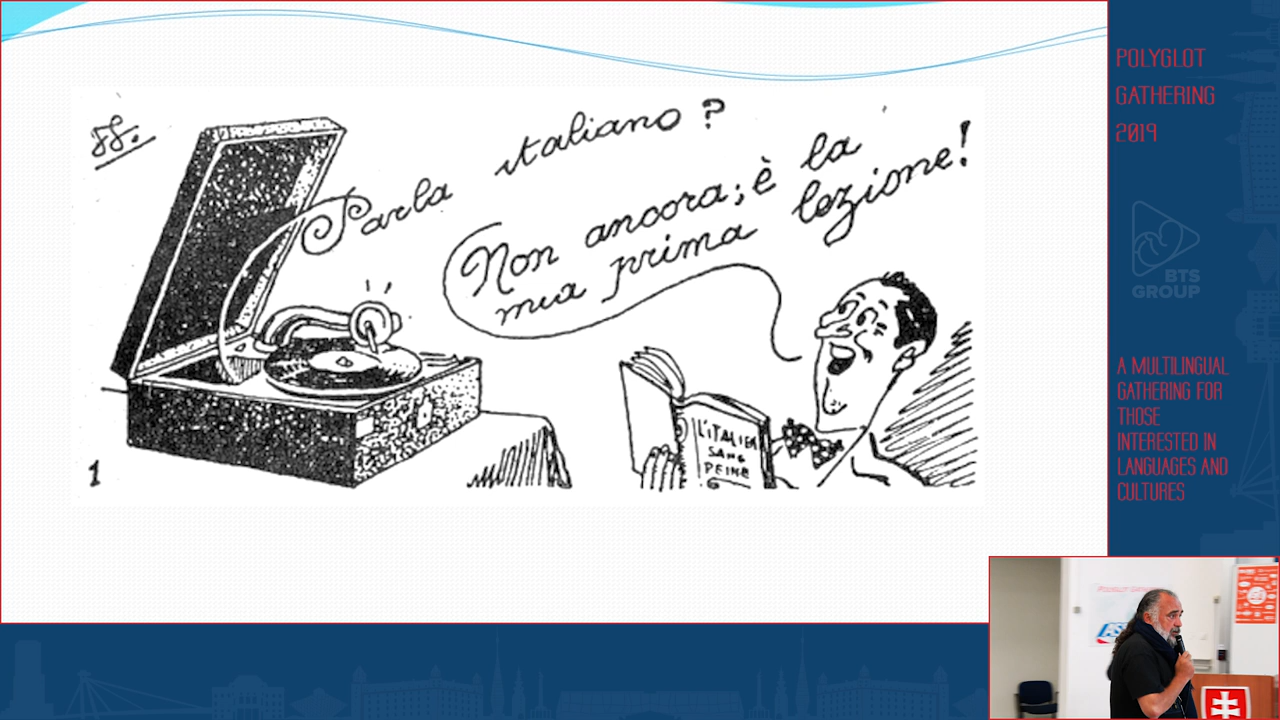 Parla italiano ?
Non ancora; è la
mia prima lezione!
L'ITALIEN
SANS
PEINE
1
POLYGLOT
GATHERING
2019
BTS
GROUP
A MULTILINGUAL
GATHERING FOR
THOSE
INTERESTED IN
LANGUAGES AND
CULTURES